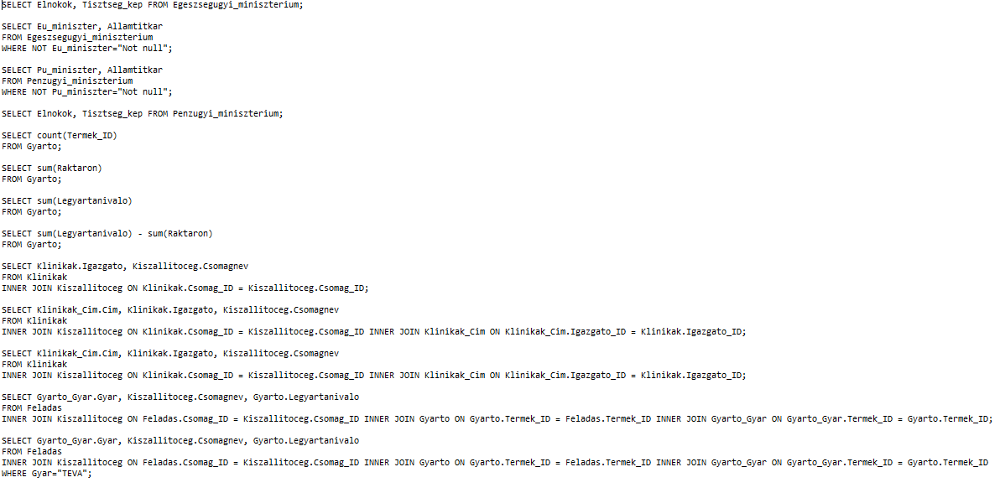 SELECT Elnokok, Tisztseg_kep FROM Egeszsegugyi_miniszterium;

SELECT Eu_miniszter, Allamtitkar
FROM Egeszsegugyi_miniszterium
WHERE NOT Eu_miniszter="Not null";

SELECT Pu_miniszter, Allamtitkar
FROM Penzugyi_miniszterium
WHERE NOT Pu_miniszter="Not null";

SELECT Elnokok, Tisztseg_kep FROM Penzugyi_miniszterium;

SELECT count(Termek_ID)
FROM Gyarto;

SELECT sum(Raktaron)
FROM Gyarto;

SELECT sum(Legyartanivalo)
FROM Gyarto;

SELECT sum(Legyartanivalo) - sum(Raktaron)
FROM Gyarto;

SELECT Klinikak.Igazgato, Kiszallitoceg.Csomagnev
FROM Klinikak
INNER JOIN Kiszallitoceg ON Klinikak.Csomag_ID = Kiszallitoceg.Csomag_ID;

SELECT Klinikak_Cim.Cim, Klinikak.Igazgato, Kiszallitoceg.Csomagnev
FROM Klinikak
INNER JOIN Kiszallitoceg ON Klinikak.Csomag_ID = Kiszallitoceg.Csomag_ID INNER JOIN Klinikak_Cim ON Klinikak_Cim.Igazgato_ID = Klinikak.Igazgato_ID;

SELECT Klinikak_Cim.Cim, Klinikak.Igazgato, Kiszallitoceg.Csomagnev
FROM Klinikak
INNER JOIN Kiszallitoceg ON Klinikak.Csomag_ID = Kiszallitoceg.Csomag_ID INNER JOIN Klinikak_Cim ON Klinikak_Cim.Igazgato_ID = Klinikak.Igazgato_ID;

SELECT Gyarto_Gyar.Gyar, Kiszallitoceg.Csomagnev, Gyarto.Legyartanivalo
FROM Feladas
INNER JOIN Kiszallitoceg ON Feladas.Csomag_ID = Kiszallitoceg.Csomag_ID INNER JOIN Gyarto ON Gyarto.Termek_ID = Feladas.Termek_ID INNER JOIN Gyarto_Gyar ON Gyarto_Gyar.Termek_ID = Gyarto.Termek_ID;

SELECT Gyarto_Gyar.Gyar, Kiszallitoceg.Csomagnev, Gyarto.Legyartanivalo
FROM Feladas
INNER JOIN Kiszallitoceg ON Feladas.Csomag_ID = Kiszallitoceg.Csomag_ID INNER JOIN Gyarto ON Gyarto.Termek_ID = Feladas.Termek_ID INNER JOIN Gyarto_Gyar ON Gyarto_Gyar.Termek_ID = Gyarto.Termek_ID
WHERE Gyar="TEVA";